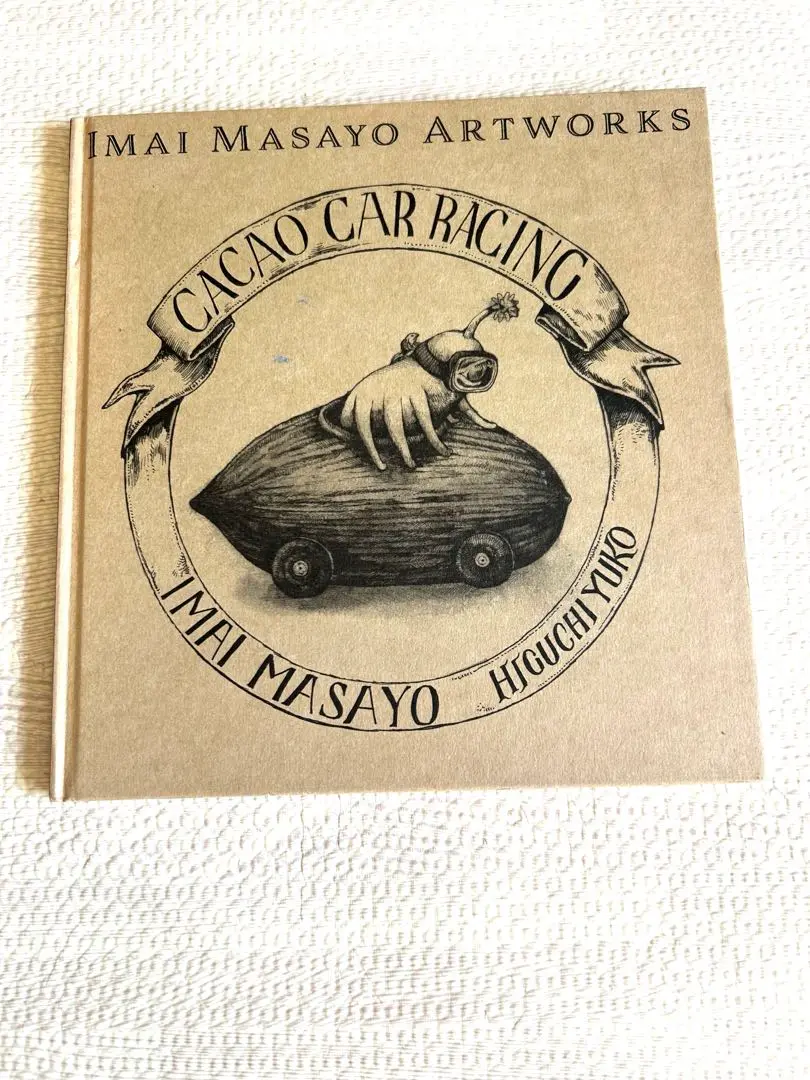 IMAI MASAYO ARTWORKS
CACAO CAR RACING
IMAI MASAYO
HIGUCHI YUKO